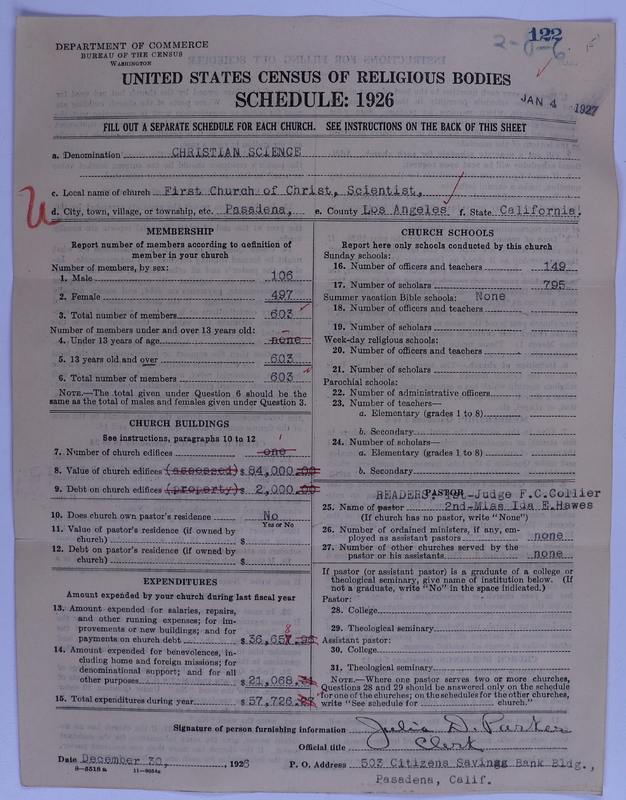 122
2-8-6
DEPARTMENT OF COMMERCE
BUREAU OF THE CENSUS
WASHINGTON
UNITED STATES CENSUS OF RELIGIOUS BODIES
SCHEDULE: 1926
JAN 4 1927
FILL OUT A SEPARATE SCHEDULE FOR EACH CHURCH. SEE INSTRUCTIONS ON THE BACK OF THIS SHEET
a. Denomination CHRISTIAN SCIENCE
c. Local name of church First Church of Christ, Scientist,
d. City, town, village, or township, etc. Pasadena, e. County Los Angeles f. State California.
MEMBERSHIP
Report number of members according to definition of
member in your church
Number of members, by sex:
1. Male 106
2. Female 497
3. Total number of members 603
Number of members under and over 13 years old:
4. Under 13 years of age none
5. 13 years old and over 603
6. Total number of members 603
NOTE.—The total given under Question 6 should be the
same as the total of males and females given under Question 3.
CHURCH BUILDINGS
See instructions, paragraphs 10 to 12
7. Number of church edifices one 1
8. Value of church edifices (assessed) $ 84,000.00
9. Debt on church edifices (property) $ 2,000.00
10. Does church own pastor's residence No
Yes or No
11. Value of pastor's residence (if owned by
church) $
12. Debt on pastor's residence (if owned by
church) $
EXPENDITURES
Amount expended by your church during last fiscal year
13. Amount expended for salaries, repairs,
and other running expenses; for im-
provements or new buildings; and for
payments on church debt $ 36,657 8
14. Amount expended for benevolences, in-
cluding home and foreign missions; for
denominational support; and for all
other purposes $ 21,068
15. Total expenditures during year $ 57,726
CHURCH SCHOOLS
Report here only schools conducted by this church
Sunday schools:
16. Number of officers and teachers 149
17. Number of scholars 795
Summer vacation Bible schools: None
18. Number of officers and teachers
19. Number of scholars
Week-day religious schools:
20. Number of officers and teachers
21. Number of scholars
Parochial schools:
22. Number of administrative officers
23. Number of teachers—
a. Elementary (grades 1 to 8)
b. Secondary
24. Number of scholars—
a. Elementary (grades 1 to 8)
b. Secondary
PASTOR
READERS: 1st-Judge F.C.Collier
25. Name of pastor 2nd-Miss Ida E.Hawes
(If church has no pastor, write "None")
26. Number of ordained ministers, if any, em-
ployed as assistant pastors none
27. Number of other churches served by the
pastor or his assistants none
If pastor (or assistant pastor) is a graduate of a college or
theological seminary, give name of institution below. (If
not a graduate, write "No" in the space indicated.)
Pastor:
28. College
29. Theological seminary
Assistant pastor:
30. College
31. Theological seminary
NOTE.—Where one pastor serves two or more churches,
Questions 28 and 29 should be answered only on the schedule
for one of the churches; on the schedules for the other churches,
write "See schedule for church."
Signature of person furnishing information Julia D. Parker
Official title Clerk
Date December 30, 1926 P. O. Address 503 Citizens Savings Bank Bldg.,
8—5518 a 11—9054a
Pasadena, Calif.